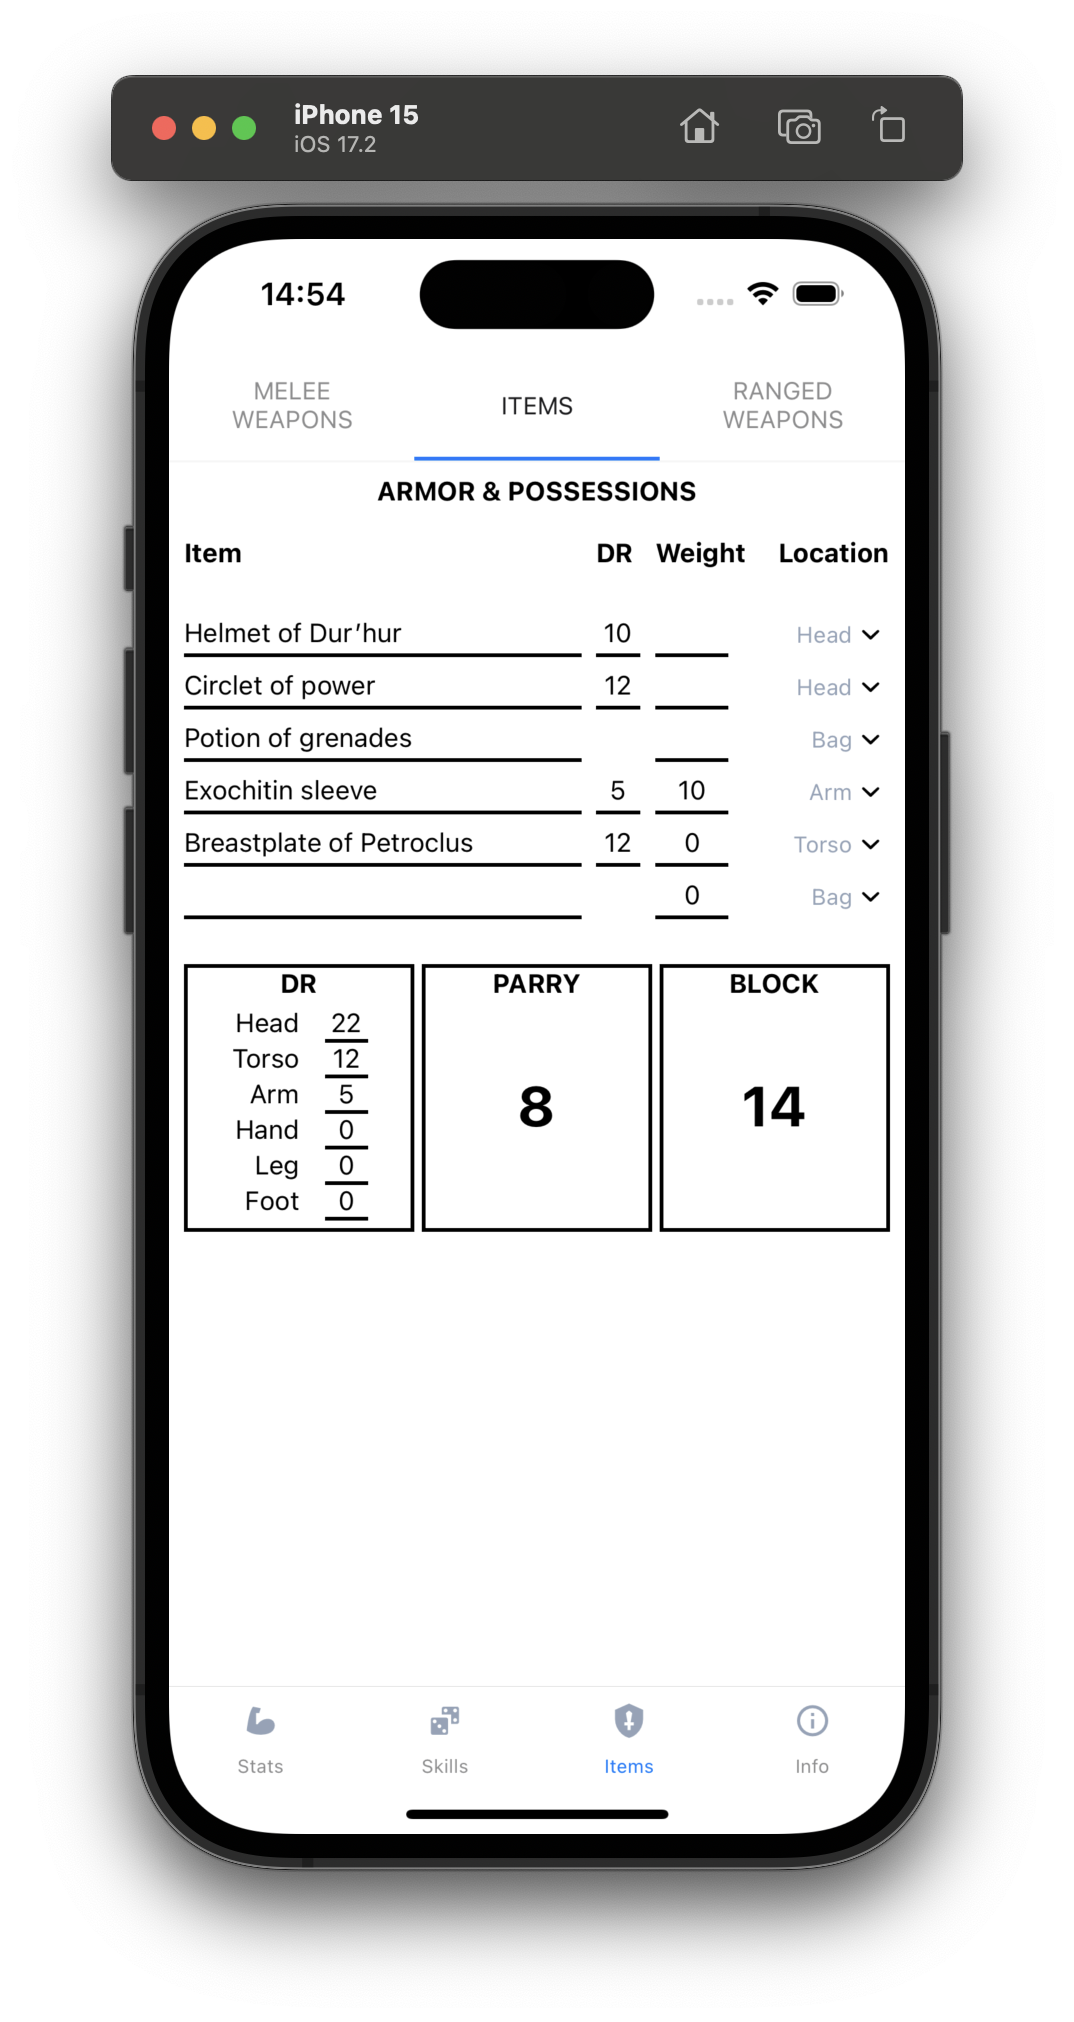 iPhone 15
iOS 17.2
14:54
MELEE WEAPONS
ITEMS
RANGED WEAPONS
ARMOR & POSSESSIONS
Item DR Weight Location
Helmet of Dur’hur 10 Head
Circlet of power 12 Head
Potion of grenades Bag
Exochitin sleeve 5 10 Arm
Breastplate of Petroclus 12 0 Torso
0 Bag
DR
Head 22
Torso 12
Arm 5
Hand 0
Leg 0
Foot 0
PARRY
8
BLOCK
14
Stats Skills Items Info